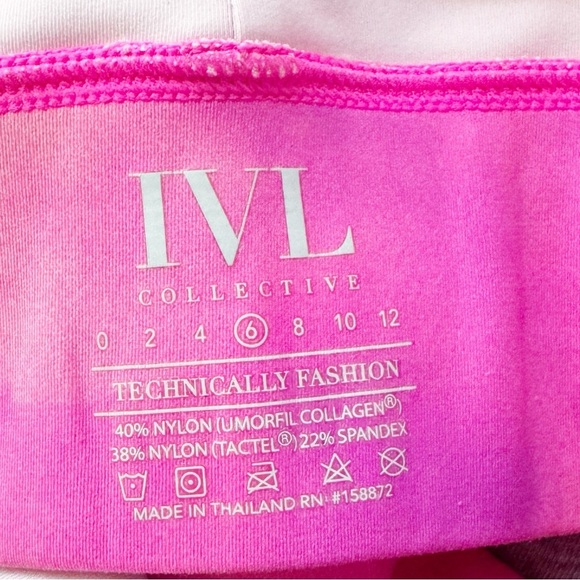 IVL
COLLECTIVE
0 2 4 6 8 10 12
TECHNICALLY FASHION
40% NYLON (UMORFIL COLLAGEN®)
38% NYLON (TACTEL®) 22% SPANDEX
MADE IN THAILAND RN: #158872